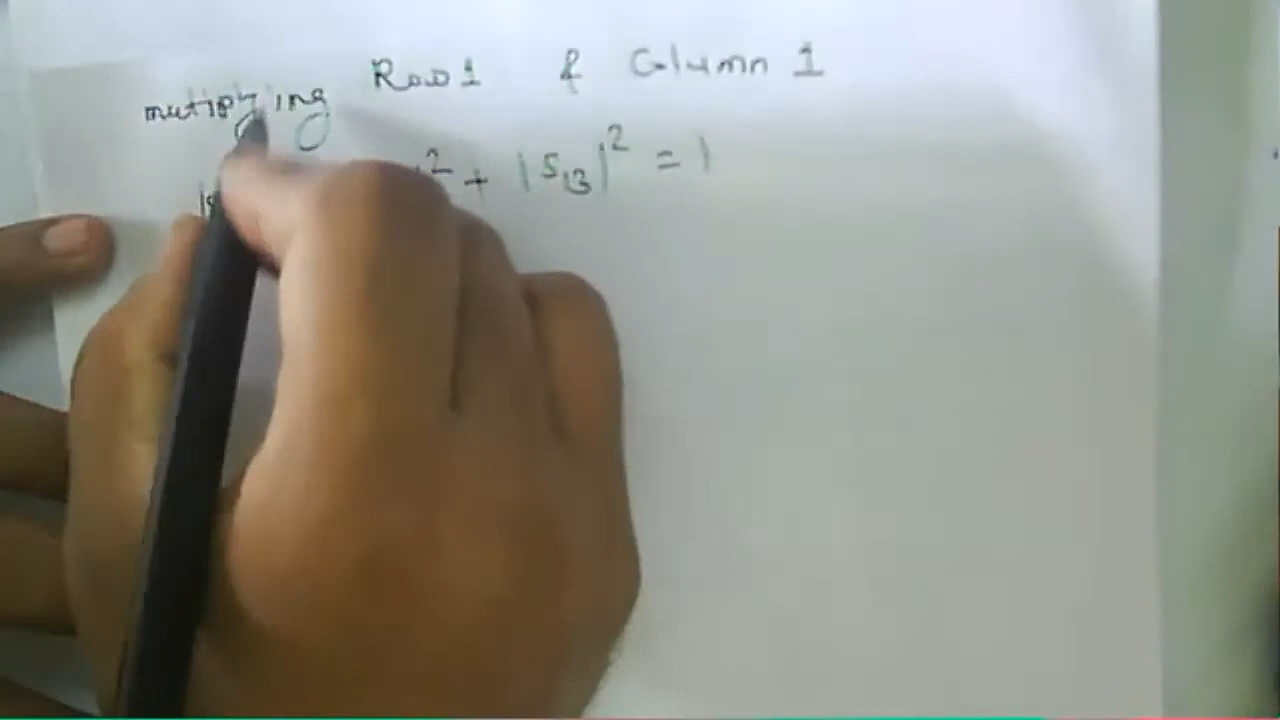 mutiplying Row 1 & Column 1
² + |S₁₃|² = 1